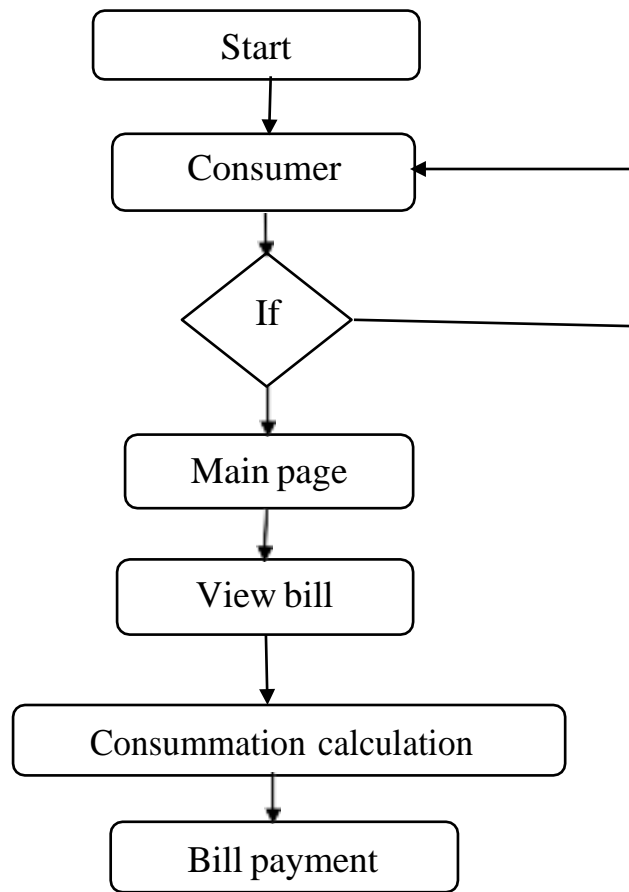 Start
Consumer
If
Main page
View bill
Consummation calculation
Bill payment